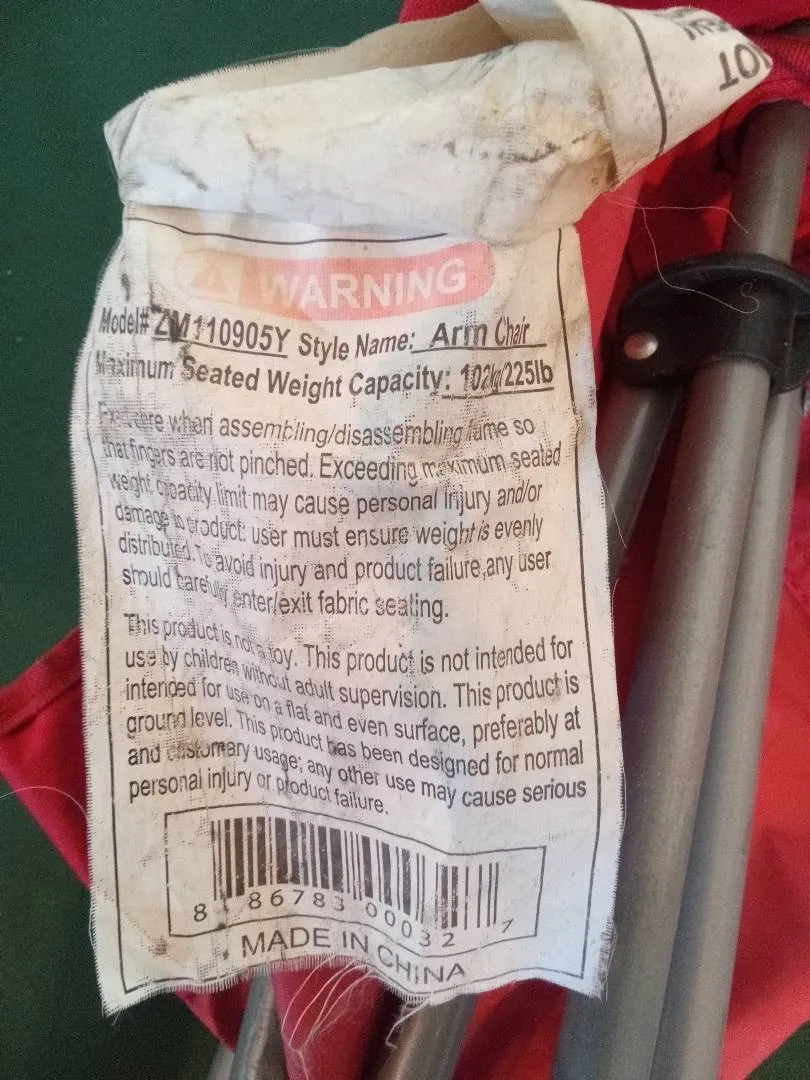 NOT
WARNING
Model# ZM110905Y Style Name: Arm Chair
Maximum Seated Weight Capacity: 102kg/225lb
care when assembling/disassembling so
that fingers are not pinched. Exceeding maximum seated
weight capacity limit may cause personal injury and/or
damage to product: user must ensure weight is evenly
distributed. To avoid injury and product failure,any user
should carefully enter/exit fabric seating.
This product is not a toy. This product is not intended for
use by children without adult supervision. This product is
intended for use on a flat and even surface, preferably at
ground level. This product has been designed for normal
and customary usage; any other use may cause serious
personal injury or product failure.
8 86783 00032 7
MADE IN CHINA